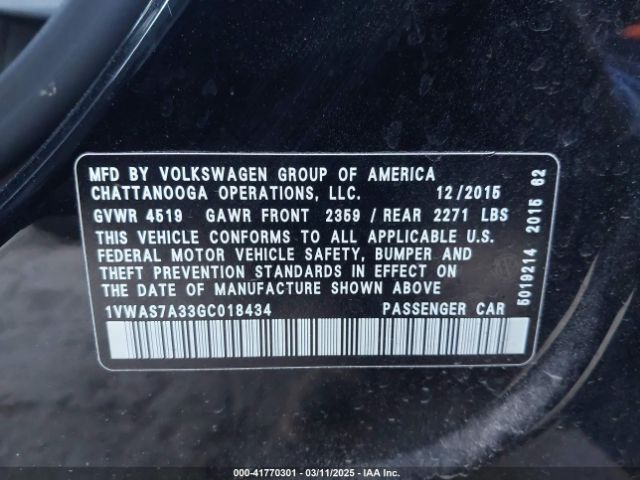 MFD BY VOLKSWAGEN GROUP OF AMERICA
CHATTANOOGA OPERATIONS, LLC. 12/2015
GVWR 4519 GAWR FRONT 2359 / REAR 2271 LBS
THIS VEHICLE CONFORMS TO ALL APPLICABLE U.S.
FEDERAL MOTOR VEHICLE SAFETY, BUMPER AND
THEFT PREVENTION STANDARDS IN EFFECT ON
THE DATE OF MANUFACTURE SHOWN ABOVE
1VWAS7A33GC018434 PASSENGER CAR
5019214 2015 62
000-41770301 - 03/11/2025 - IAA Inc.